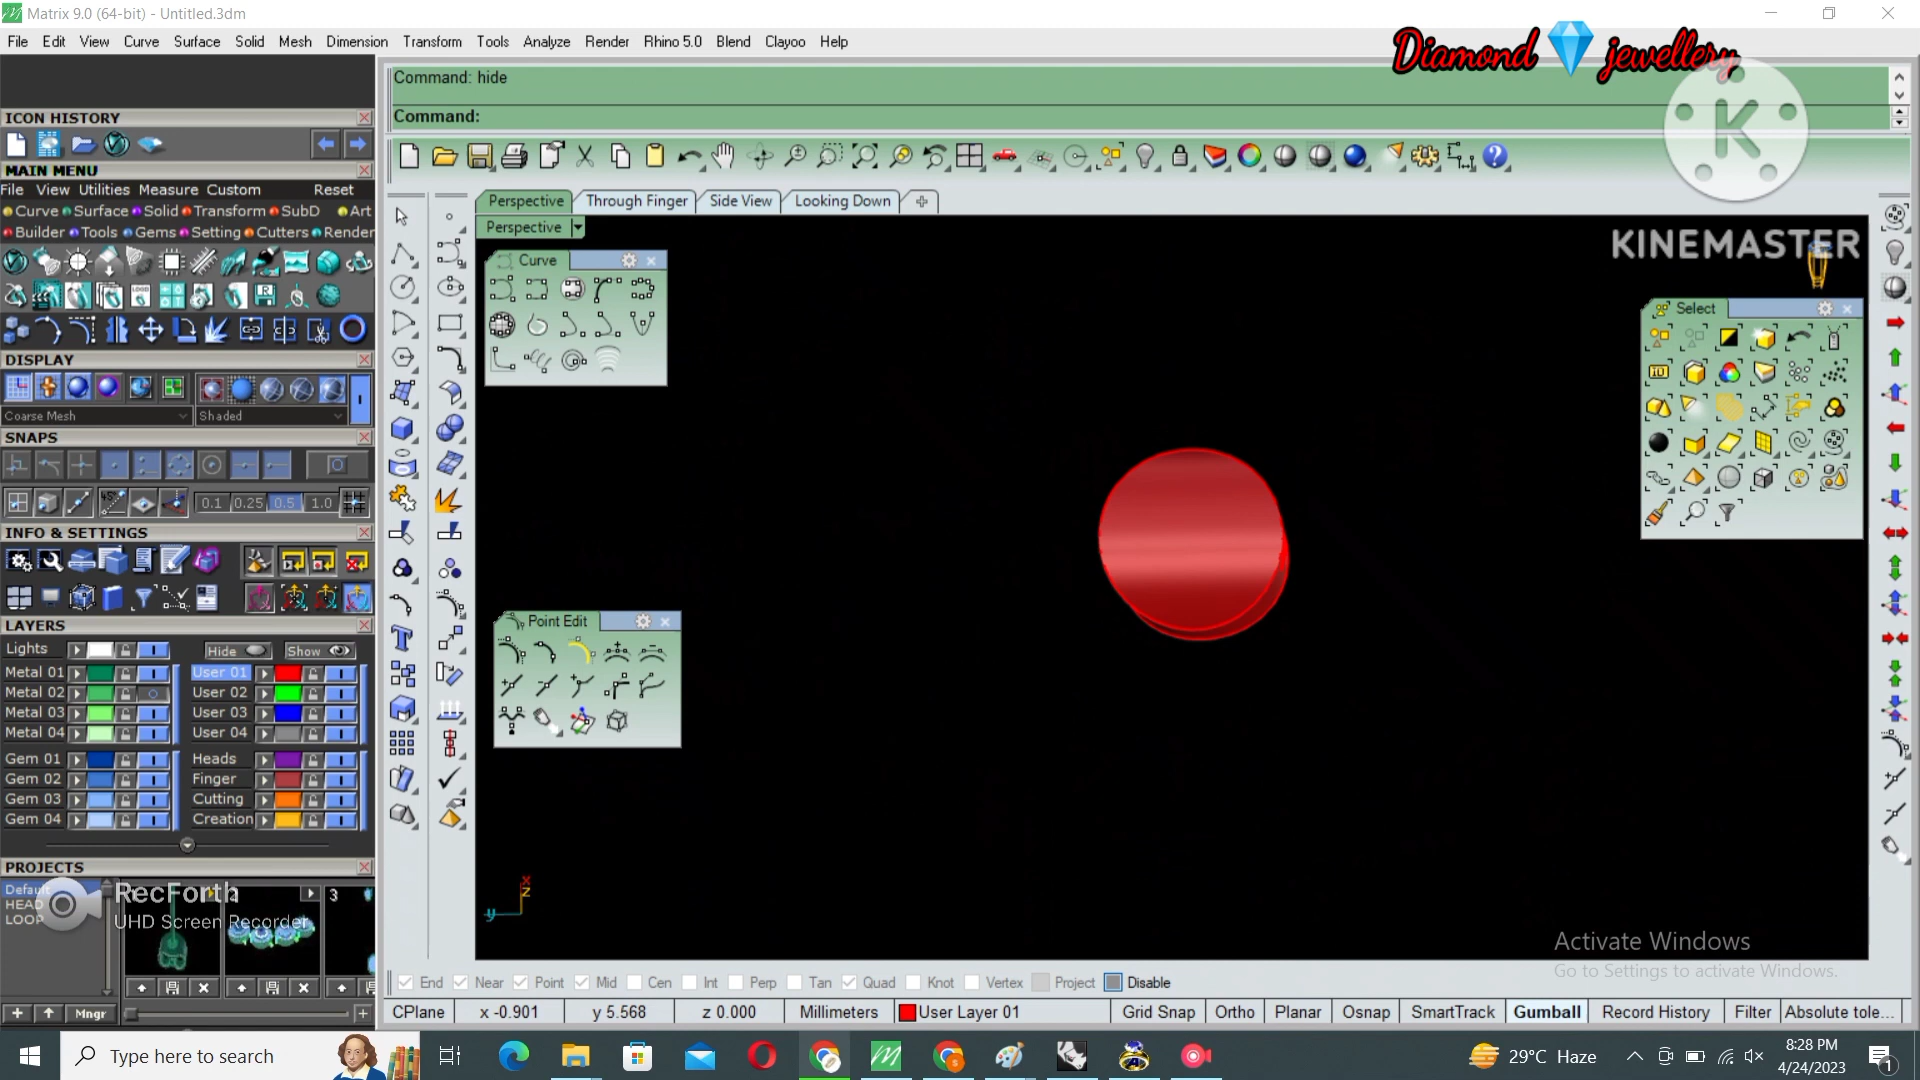 Matrix 9.0 (64-bit) - Untitled.3dm
File Edit View Curve Surface Solid Mesh Dimension Transform Tools Analyze Render Rhino 5.0 Blend Clayoo Help
Diamond jewellery
Command: hide
Command:
K
ICON HISTORY
MAIN MENU
File View Utilities Measure Custom Reset
Curve Surface Solid Transform SubD Art
Builder Tools Gems Setting Cutters Render
Perspective Through Finger Side View Looking Down
Perspective
KINEMASTER
Curve
Select
DISPLAY
Coarse Mesh Shaded
SNAPS
0.1 0.25 0.5 1.0
INFO & SETTINGS
Point Edit
LAYERS
Lights Hide Show
Metal 01 User 01
Metal 02 User 02
Metal 03 User 03
Metal 04 User 04
Gem 01 Heads
Gem 02 Finger
Gem 03 Cutting
Gem 04 Creation
PROJECTS
Default
HEAD
LOOP
3
RecForth
UHD Screen Recorder
Mngr
z x
y
Activate Windows
Go to Settings to activate Windows.
End Near Point Mid Cen Int Perp Tan Quad Knot Vertex Project Disable
CPlane x -0.901 y 5.568 z 0.000 Millimeters User Layer 01 Grid Snap Ortho Planar Osnap SmartTrack Gumball Record History Filter Absolute tole...
Type here to search
29°C Haze
8:28 PM
4/24/2023
1